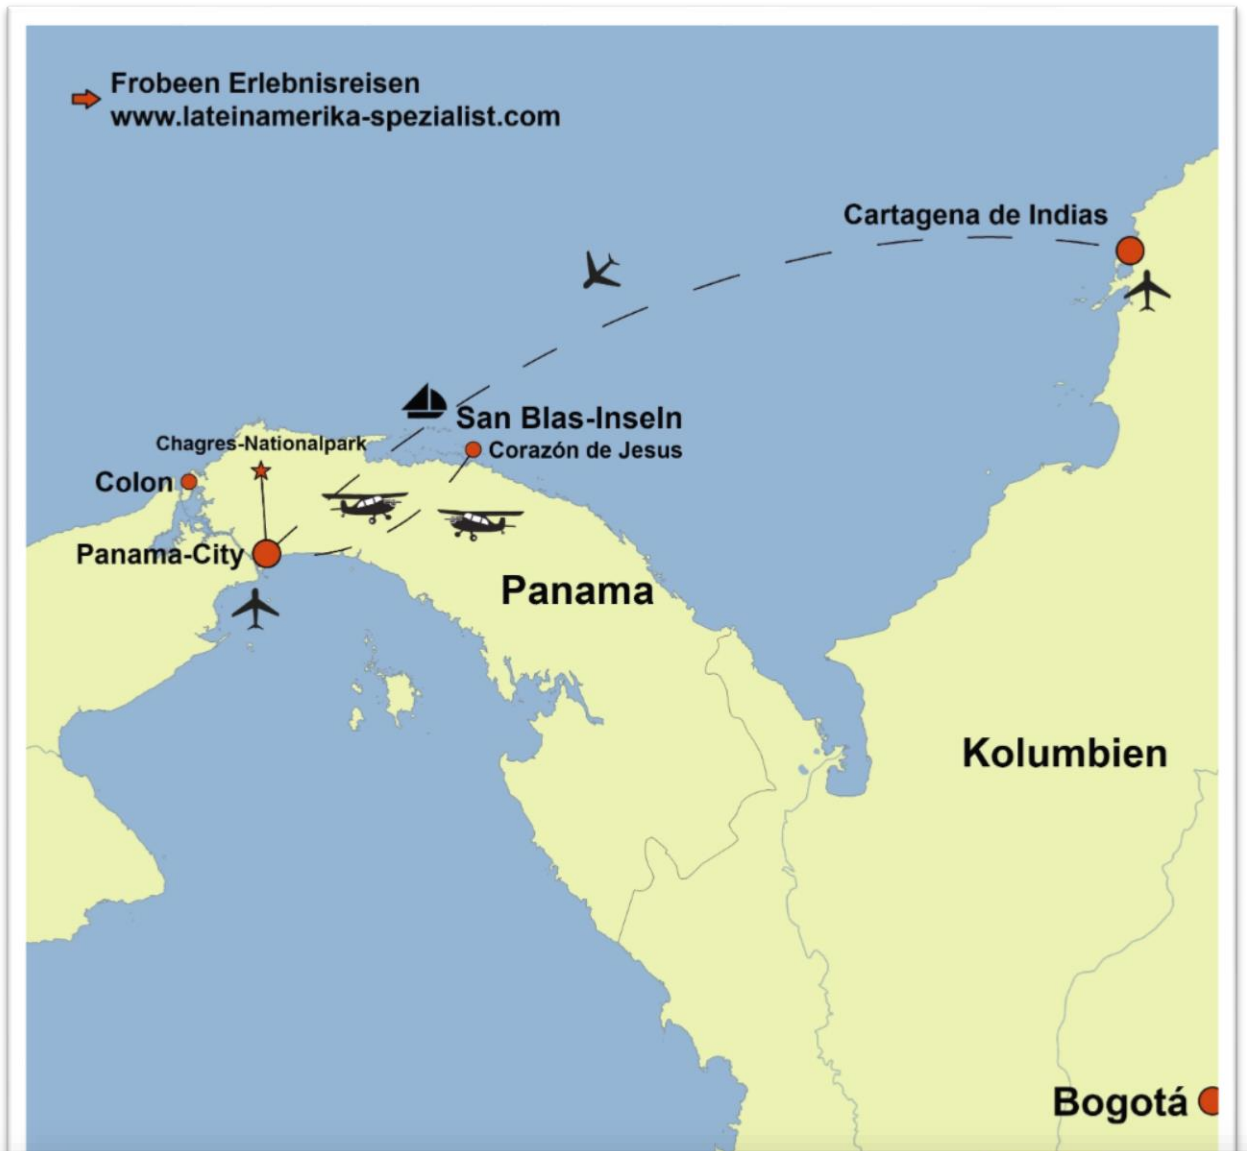 Frobeen Erlebnisreisen
www.lateinamerika-spezialist.com
Cartagena de Indias
San Blas-Inseln
Chagres-Nationalpark
Corazón de Jesus
Colon
Panama-City
Panama
Kolumbien
Bogotá